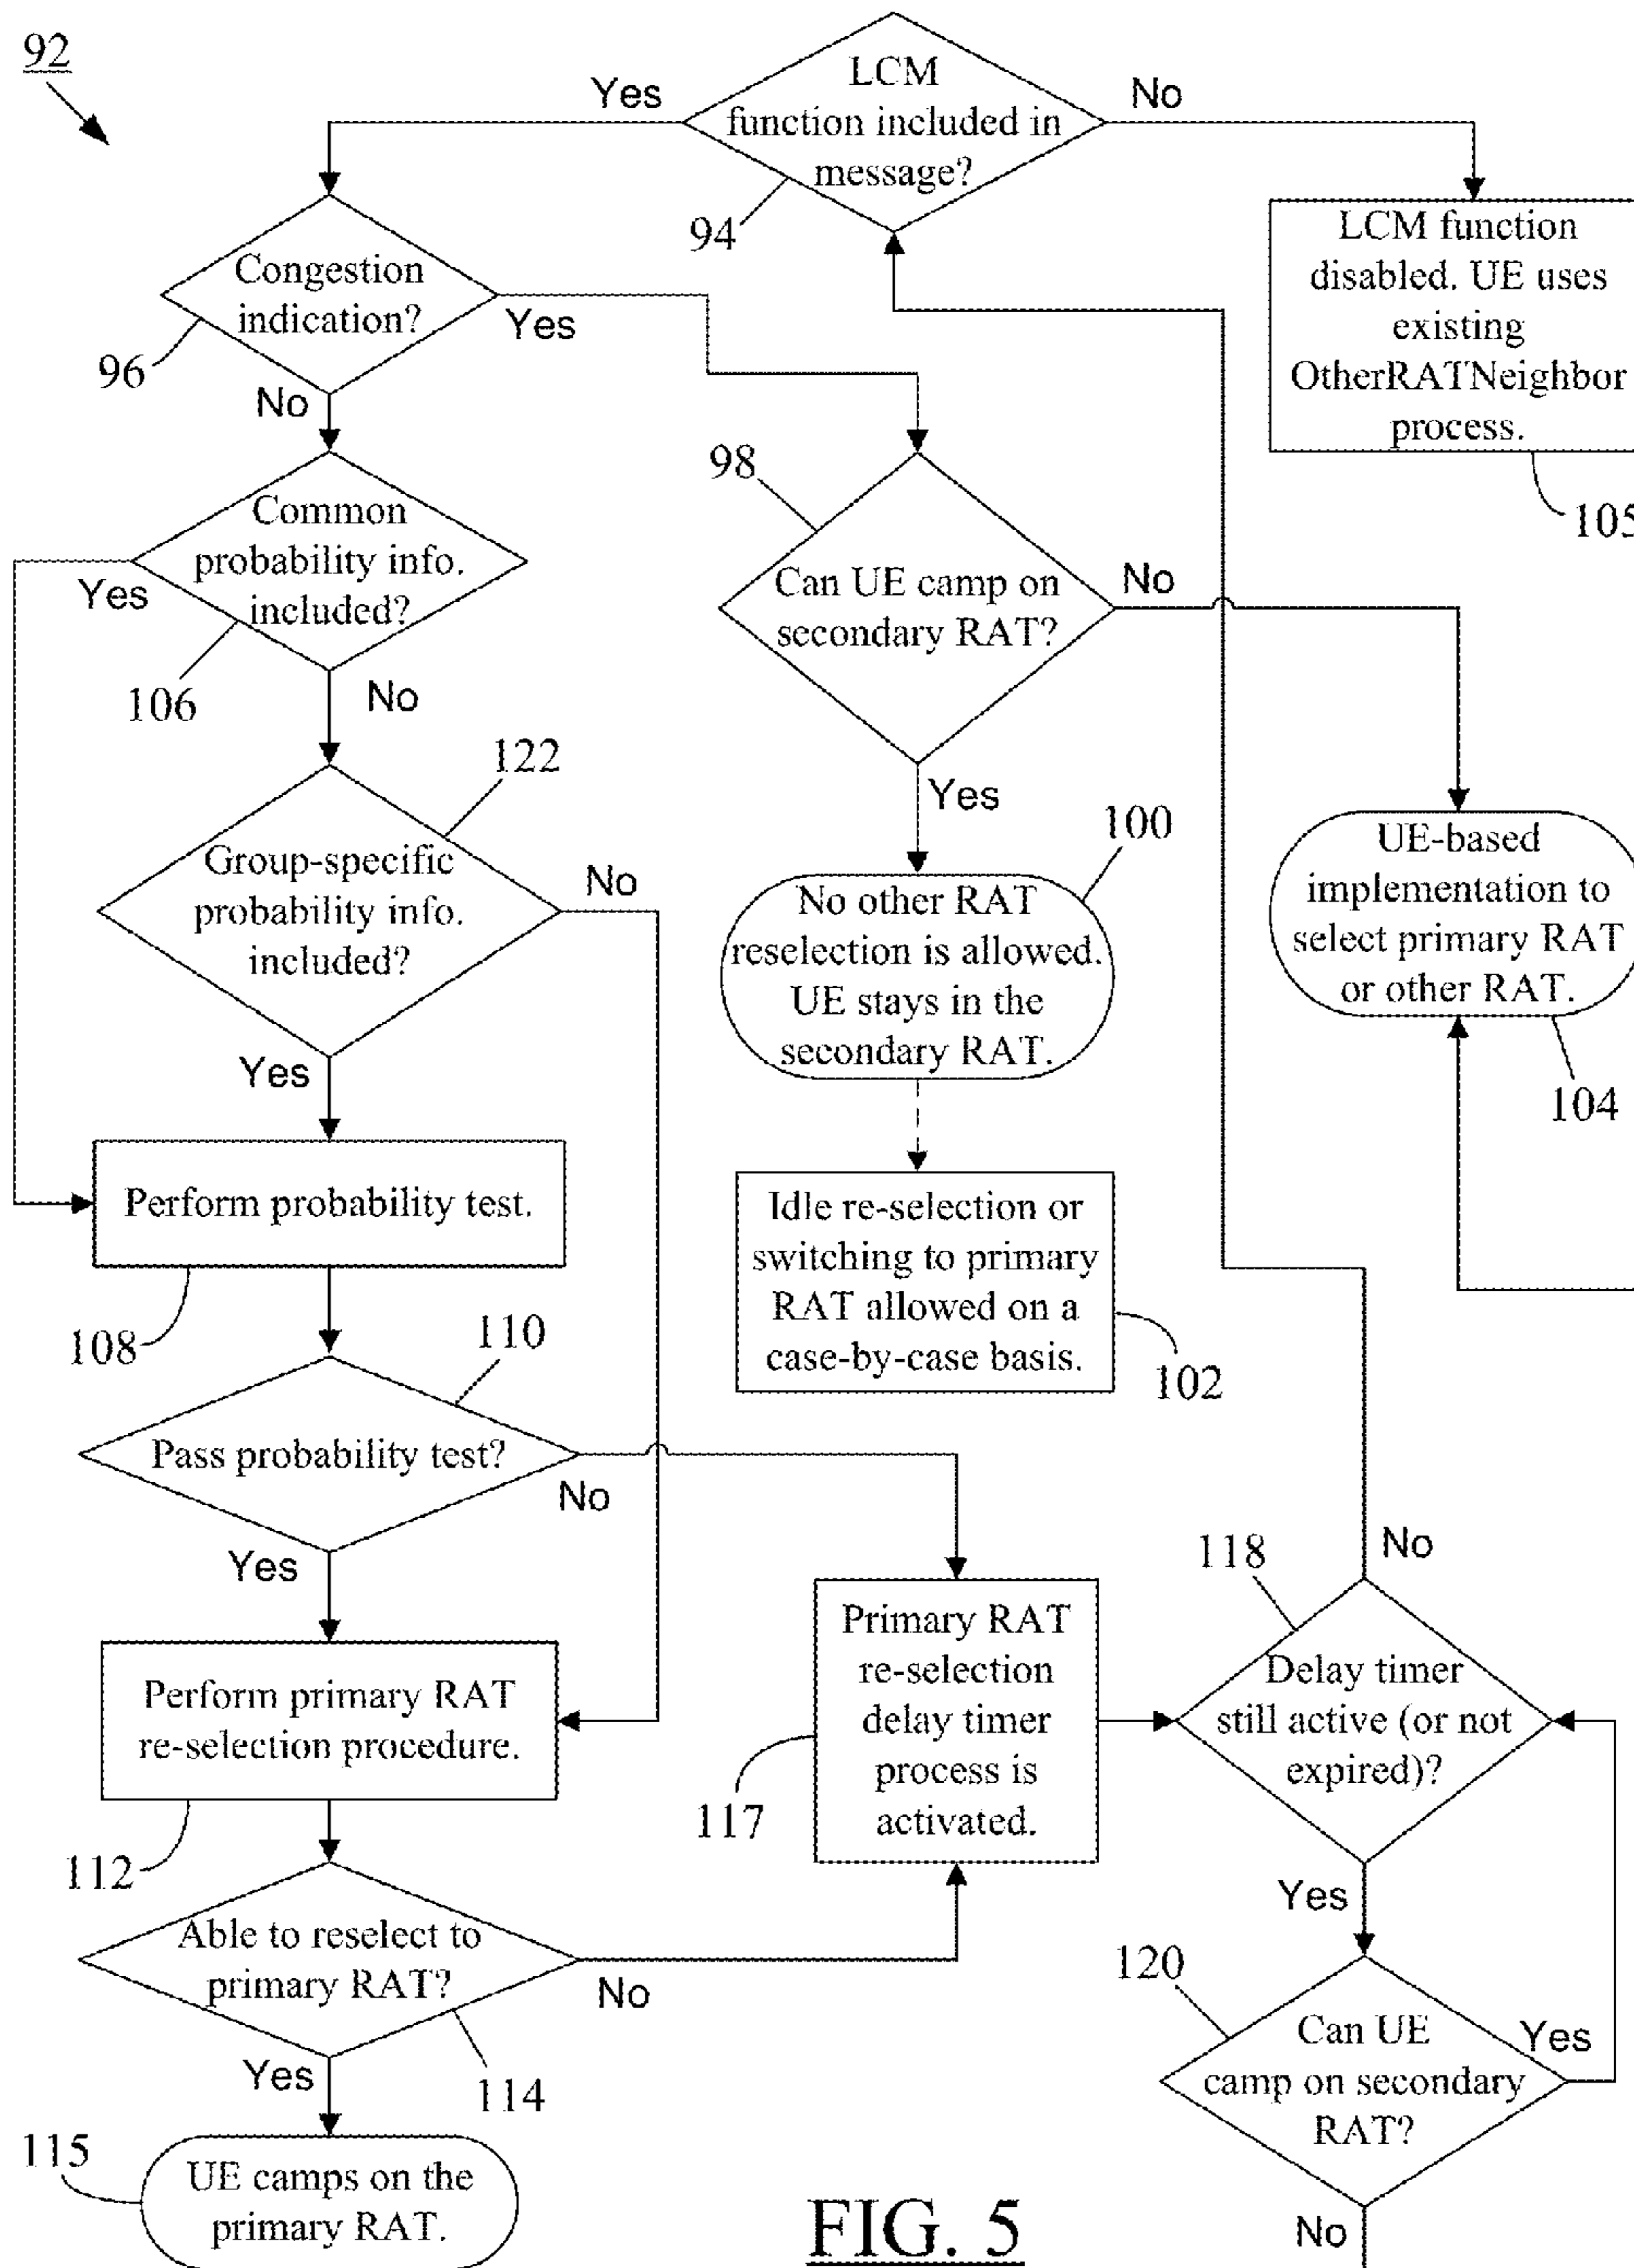 92
LCM
function included in
message?
Yes
No
94
Congestion
indication?
96
Yes
No
LCM function
disabled. UE uses
existing
OtherRATNeighbor
process.
105
Common
probability info.
included?
Yes
106
No
98
Can UE camp on
secondary RAT?
No
Yes
122
Group-specific
probability info.
included?
No
Yes
100
No other RAT
reselection is allowed.
UE stays in the
secondary RAT.
UE-based
implementation to
select primary RAT
or other RAT.
104
Perform probability test.
108
Idle re-selection or
switching to primary
RAT allowed on a
case-by-case basis.
102
110
Pass probability test?
No
Yes
Perform primary RAT
re-selection procedure.
112
Primary RAT
re-selection
delay timer
process is
activated.
117
118
No
Delay timer
still active (or not
expired)?
Yes
Able to reselect to
primary RAT?
No
Yes
114
120
Can UE
camp on secondary
RAT?
Yes
No
115
UE camps on the
primary RAT.
FIG. 5